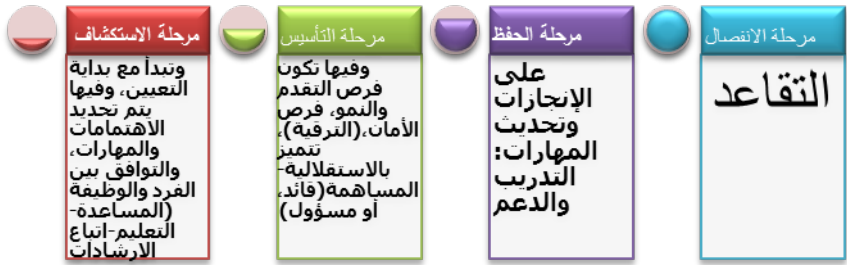 مرحلة الاستكشاف
وتبدأ مع بداية
التعيين، وفيها
يتم تحديد
الاهتمامات
والمهارات،
والتوافق بين
الفرد والوظيفة
(المساعدة-
التعليم-اتباع
الارشادات
مرحلة التأسيس
وفيها تكون
فرص التقدم
والنمو، فرص
الأمان،(الترقية)،
تتميز
بالاستقلالية-
المساهمة(قائد،
أو مسؤول)
مرحلة الحفظ
على
الإنجازات
وتحديث
المهارات:
التدريب
والدعم
مرحلة الانفصال
التقاعد